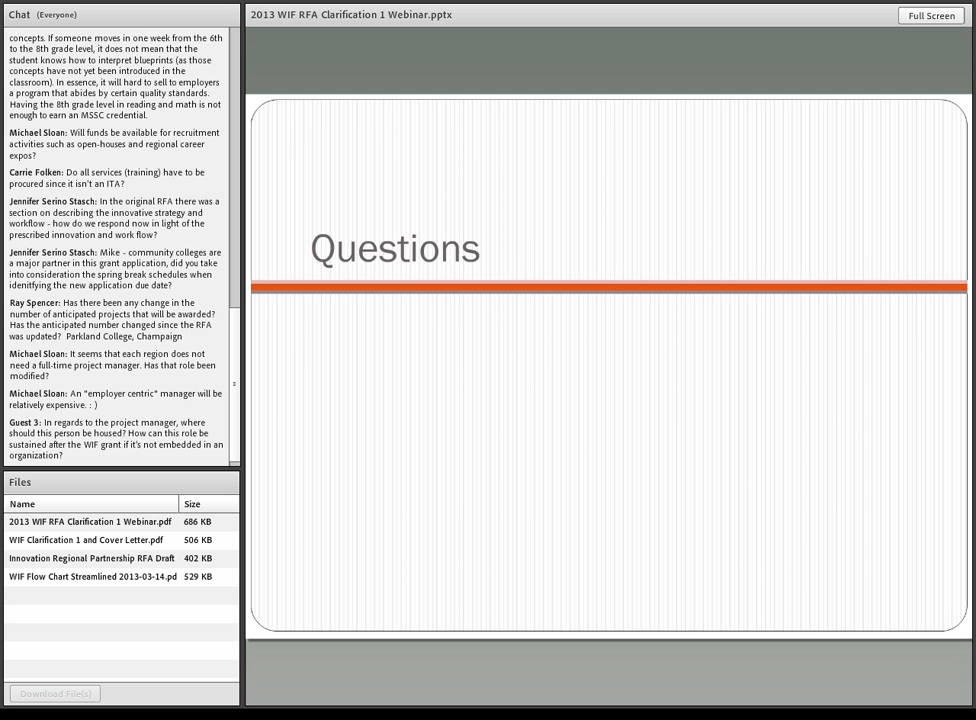 Chat (Everyone)
concepts. If someone moves in one week from the 6th
to the 8th grade level, it does not mean that the
student knows how to interpret blueprints (as those
concepts have not yet been introduced in the
classroom). In essence, it will hard to sell to employers
a program that abides by certain quality standards.
Having the 8th grade level in reading and math is not
enough to earn an MSSC credential.
Michael Sloan: Will funds be available for recruitment
activities such as open-houses and regional career
expos?
Carrie Folken: Do all services (training) have to be
procured since it isn't an ITA?
Jennifer Serino Stasch: In the original RFA there was a
section on describing the innovative strategy and
workflow - how do we respond now in light of the
prescribed innovation and work flow?
Jennifer Serino Stasch: Mike - community colleges are
a major partner in this grant application, did you take
into consideration the spring break schedules when
idenitfying the new application due date?
Ray Spencer: Has there been any change in the
number of anticipated projects that will be awarded?
Has the anticipated number changed since the RFA
was updated? Parkland College, Champaign
Michael Sloan: It seems that each region does not
need a full-time project manager. Has that role been
modified?
Michael Sloan: An "employer centric" manager will be
relatively expensive. : )
Guest 3: In regards to the project manager, where
should this person be housed? How can this role be
sustained after the WIF grant if it's not embedded in an
organization?
Files
Name Size
2013 WIF RFA Clarification 1 Webinar.pdf 686 KB
WIF Clarification 1 and Cover Letter.pdf 506 KB
Innovation Regional Partnership RFA Draft 402 KB
WIF Flow Chart Streamlined 2013-03-14.pd 529 KB
Download File(s)
2013 WIF RFA Clarification 1 Webinar.pptx
Full Screen
Questions